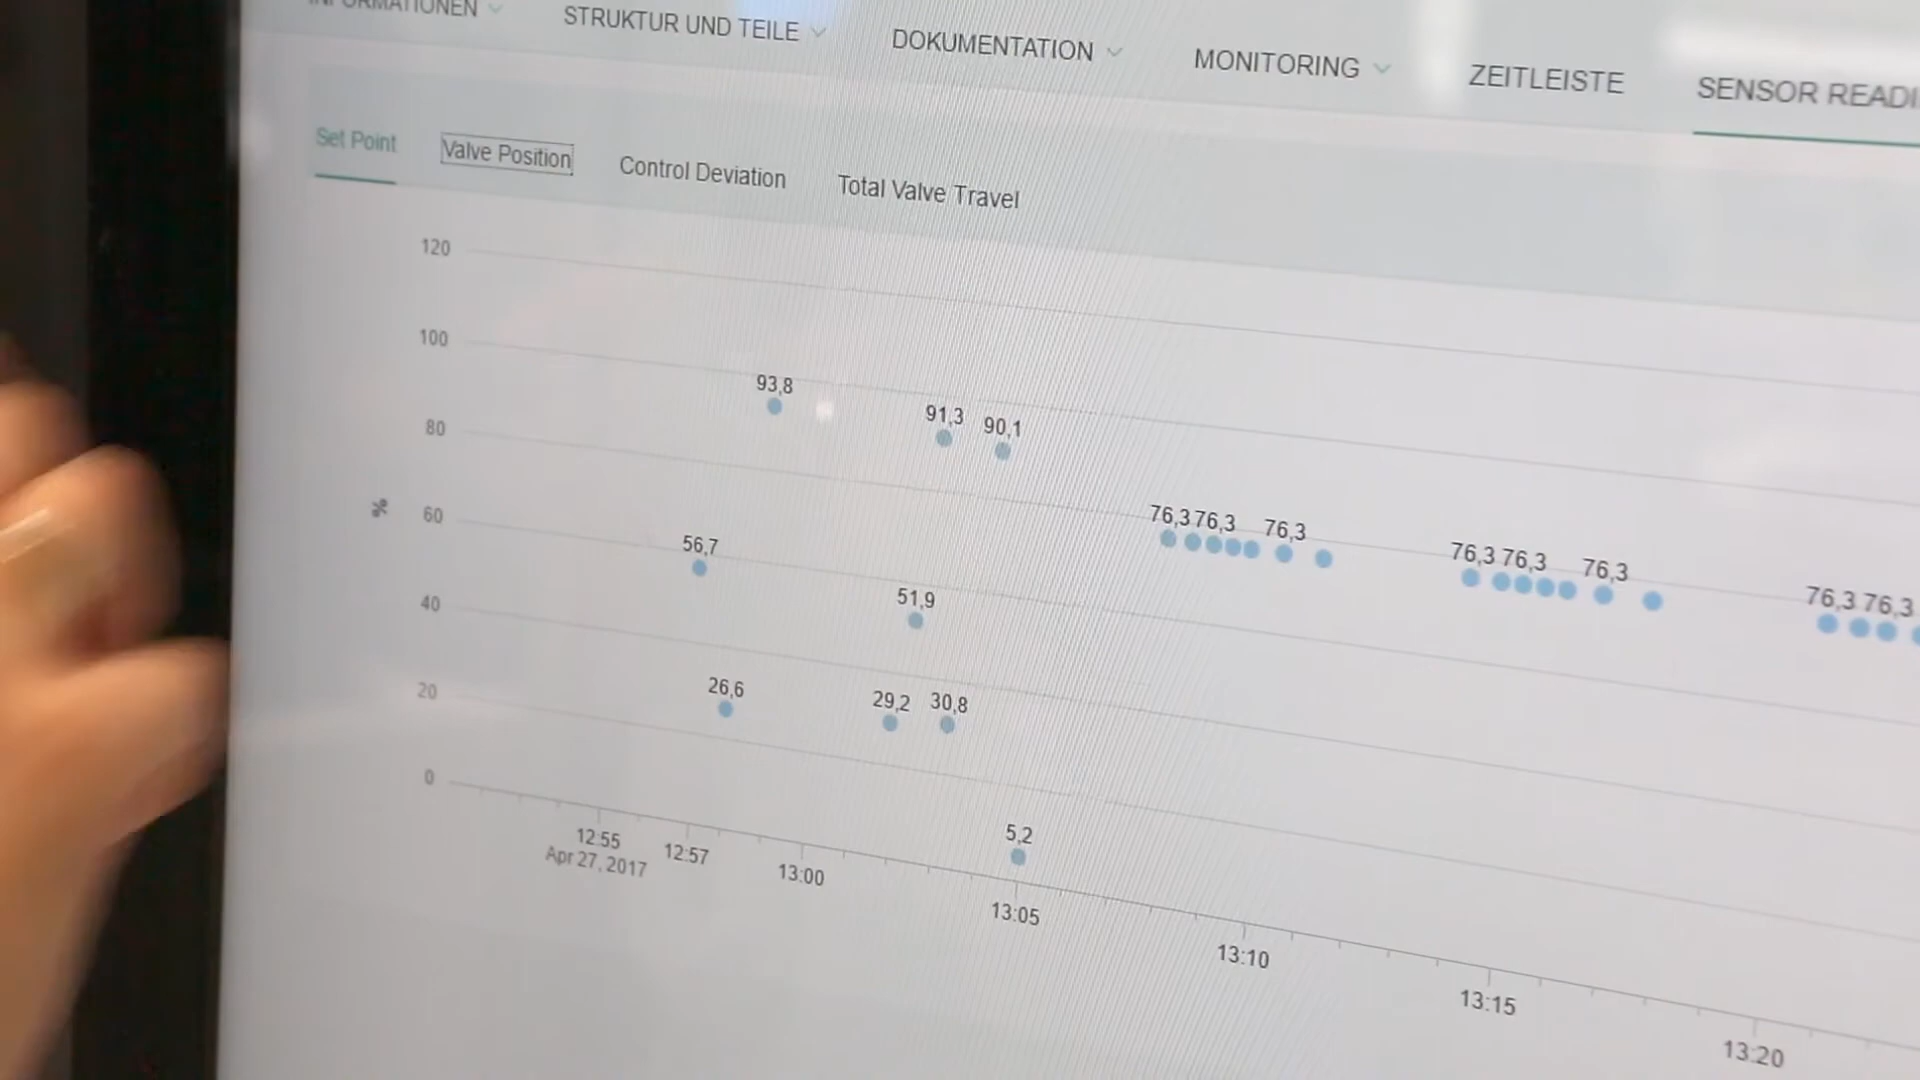 INFORMATIONEN
STRUKTUR UND TEILE
DOKUMENTATION
MONITORING
ZEITLEISTE
SENSOR READI
Set Point
Valve Position
Control Deviation
Total Valve Travel
120
100
80
60
40
20
0
%
93,8
91,3
90,1
76,3 76,3 76,3
76,3 76,3 76,3
76,3 76,3
56,7
51,9
26,6
29,2
30,8
5,2
12:55
Apr 27, 2017
12:57
13:00
13:05
13:10
13:15
13:20